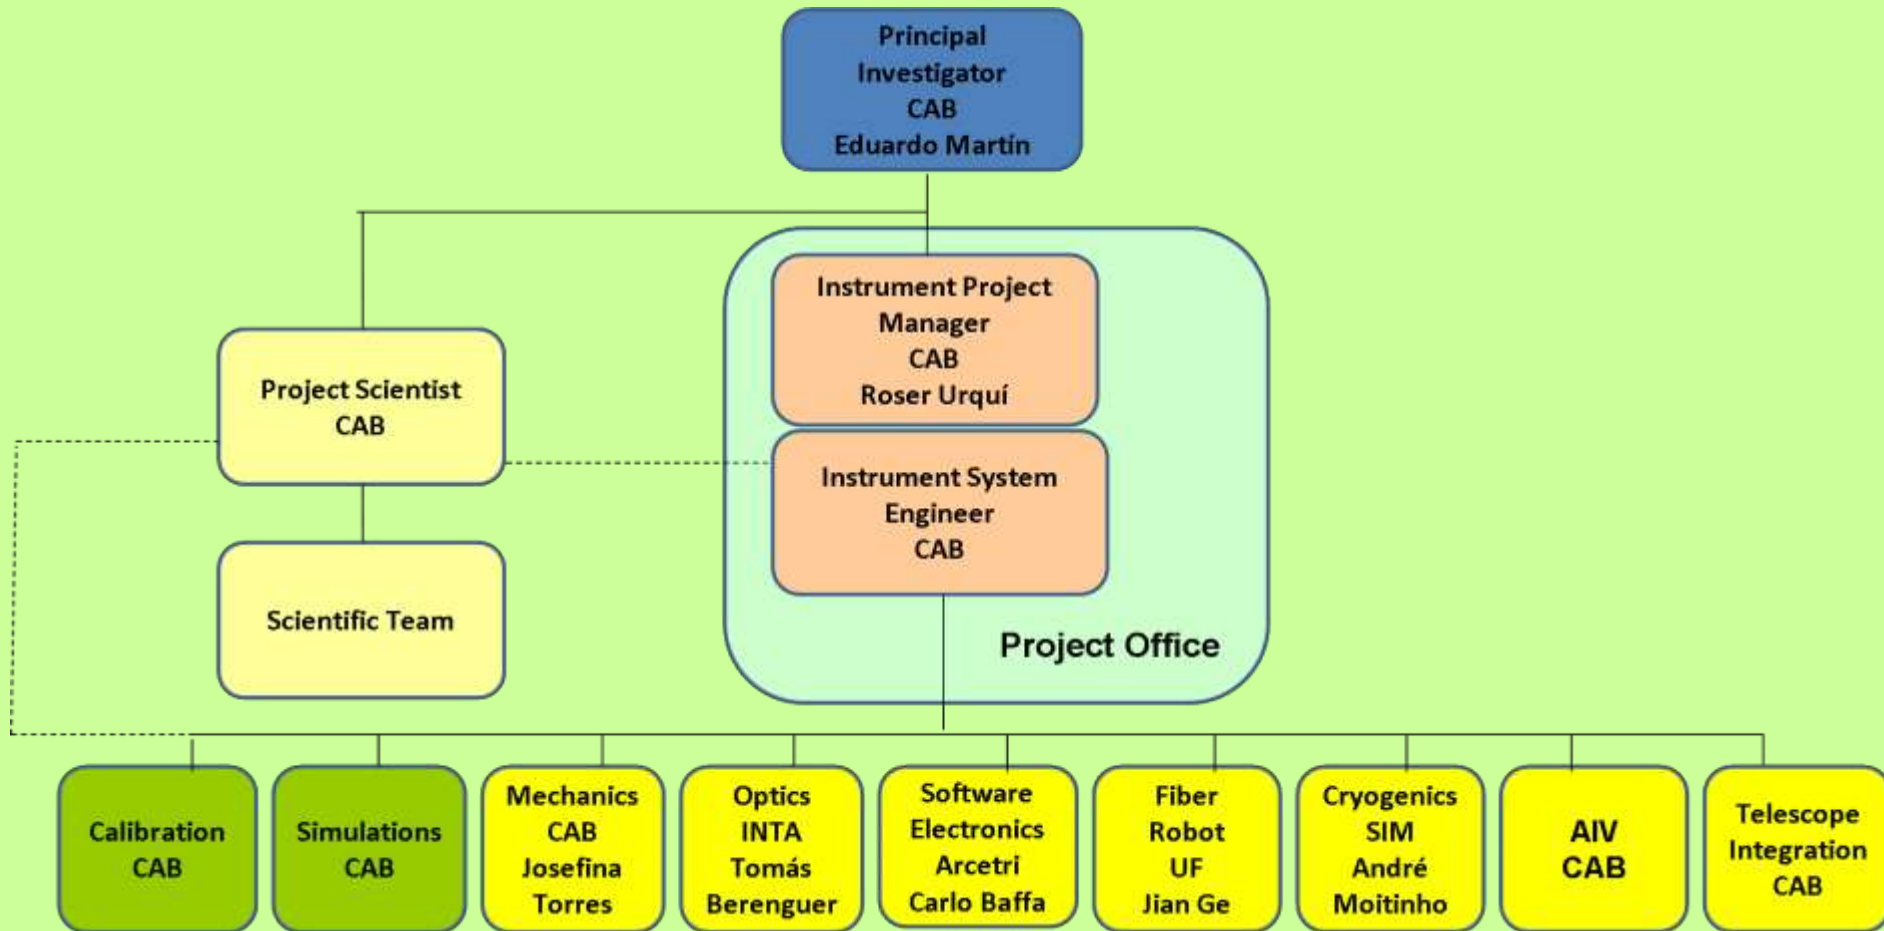 Principal
Investigator
CAB
Eduardo Martín
Instrument Project
Manager
CAB
Roser Urquí
Project Scientist
CAB
Instrument System
Engineer
CAB
Scientific Team
Project Office
Calibration
CAB
Simulations
CAB
Mechanics
CAB
Josefina
Torres
Optics
INTA
Tomás
Berenguer
Software
Electronics
Arcetri
Carlo Baffa
Fiber
Robot
UF
Jian Ge
Cryogenics
SIM
André
Moitinho
AIV
CAB
Telescope
Integration
CAB